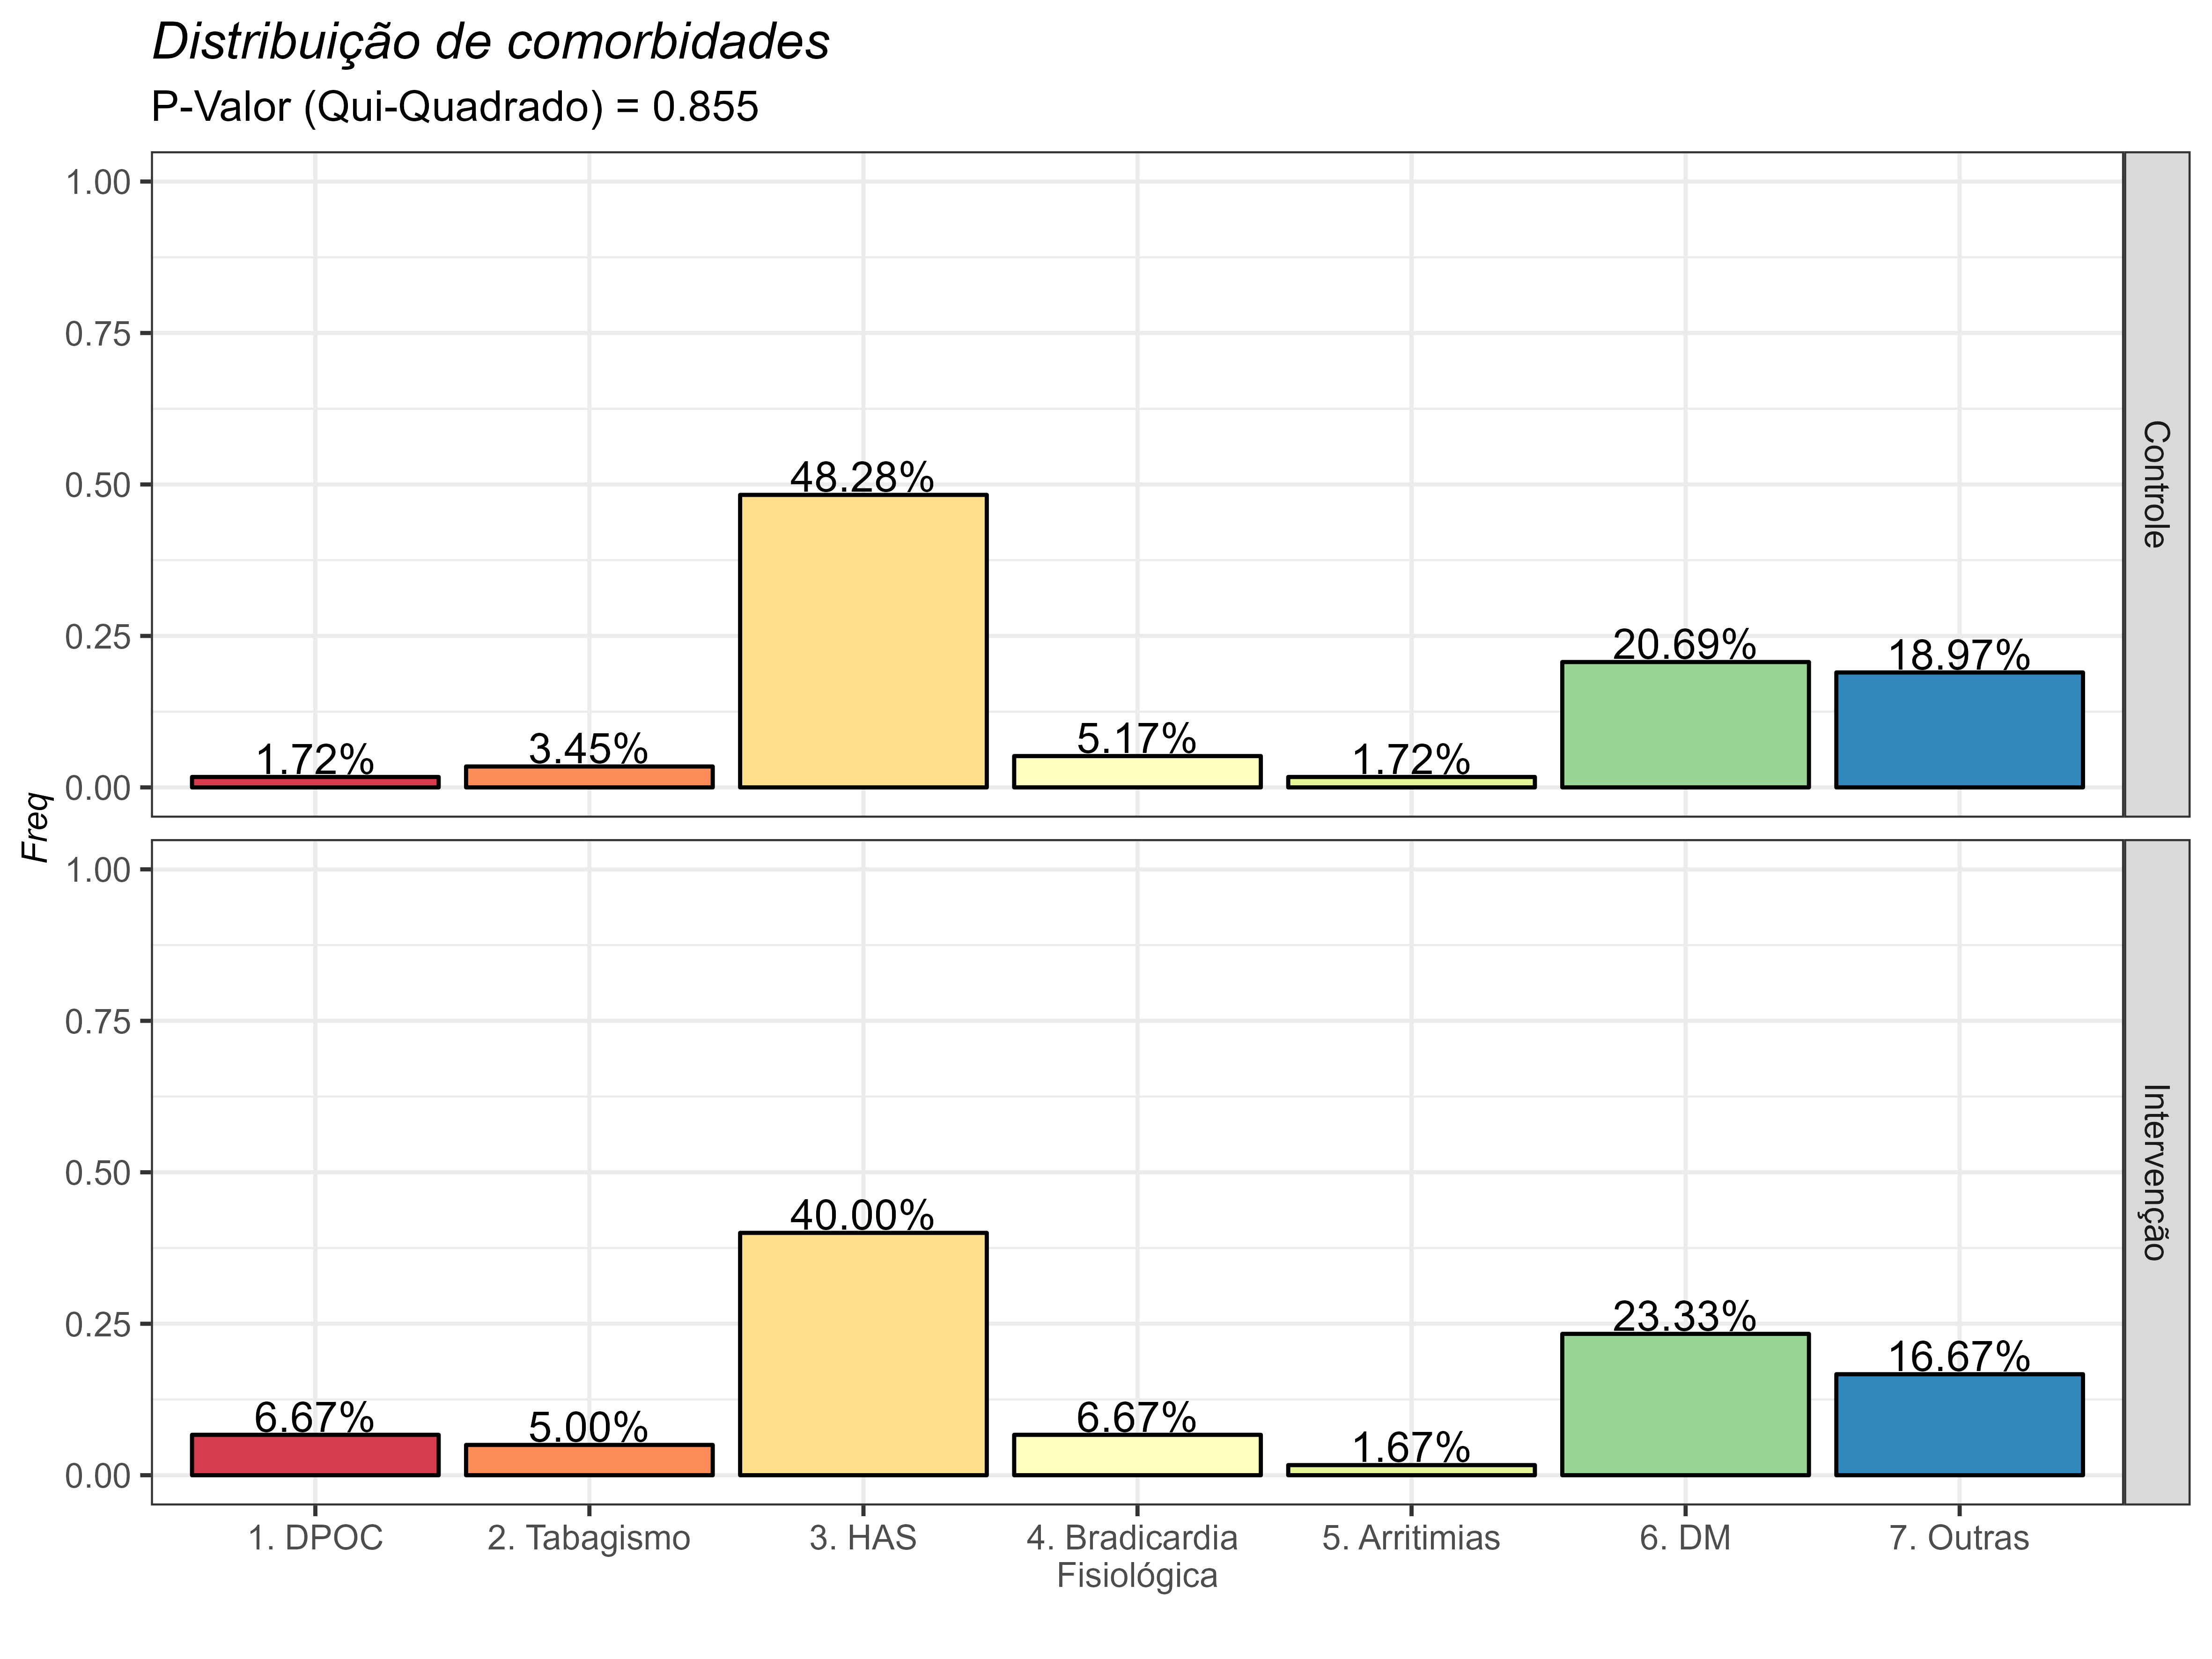 Distribuição de comorbidades
P-Valor (Qui-Quadrado) = 0.855
Freq
1.00
0.75
0.50
0.25
0.00
1.72%
3.45%
48.28%
5.17%
1.72%
20.69%
18.97%
Controle
1.00
0.75
0.50
0.25
0.00
6.67%
5.00%
40.00%
6.67%
1.67%
23.33%
16.67%
Intervenção
1. DPOC
2. Tabagismo
3. HAS
4. Bradicardia
Fisiológica
5. Arritimias
6. DM
7. Outras